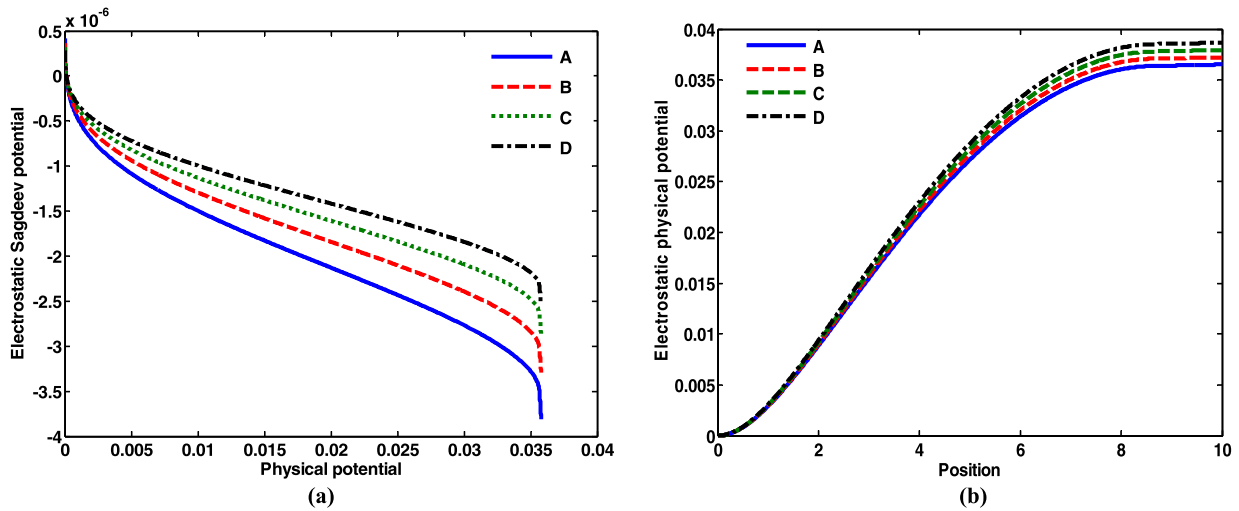 x 10^-6
0.5
0
-0.5
-1
-1.5
-2
-2.5
-3
-3.5
-4
Electrostatic Sagdeev potential
A
B
C
D
0 0.005 0.01 0.015 0.02 0.025 0.03 0.035 0.04
Physical potential
(a)
0.04
0.035
0.03
0.025
0.02
0.015
0.01
0.005
0
Electrostatic physical potential
A
B
C
D
0 2 4 6 8 10
Position
(b)